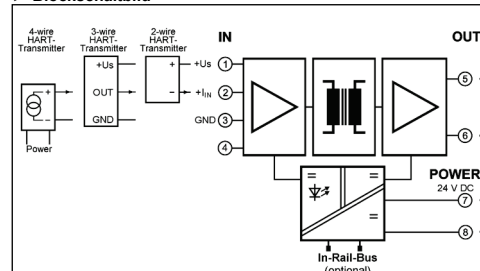 Blockschaltbild
4-wire HART-Transmitter
3-wire HART-Transmitter
2-wire HART-Transmitter
IN
OUT
+Us
OUT
GND
Power
+
−
+
−
+Us
+I_IN
GND
1
2
3
4
5
6
POWER
24 V DC
7
8
In-Rail-Bus
(optional)